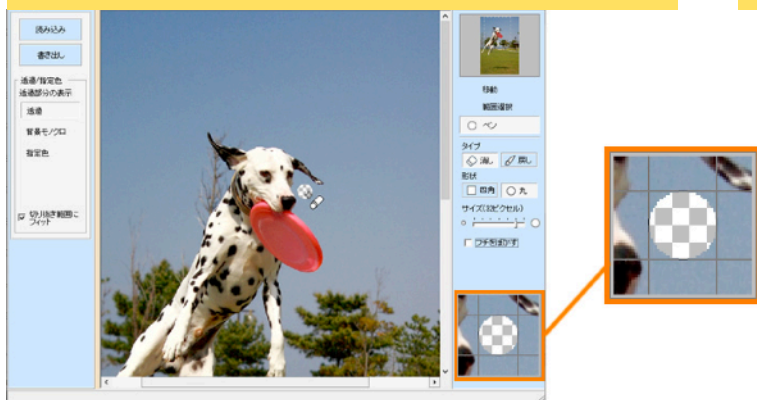 読み込み
書き出し
透過/指定色
透過部分の表示
透過
背景モノクロ
指定色
切り抜き範囲に
フィット
移動
範囲選択
ペン
タイプ
消し 戻し
形状
四角 丸
サイズ(32ピクセル)
フチをぼかす